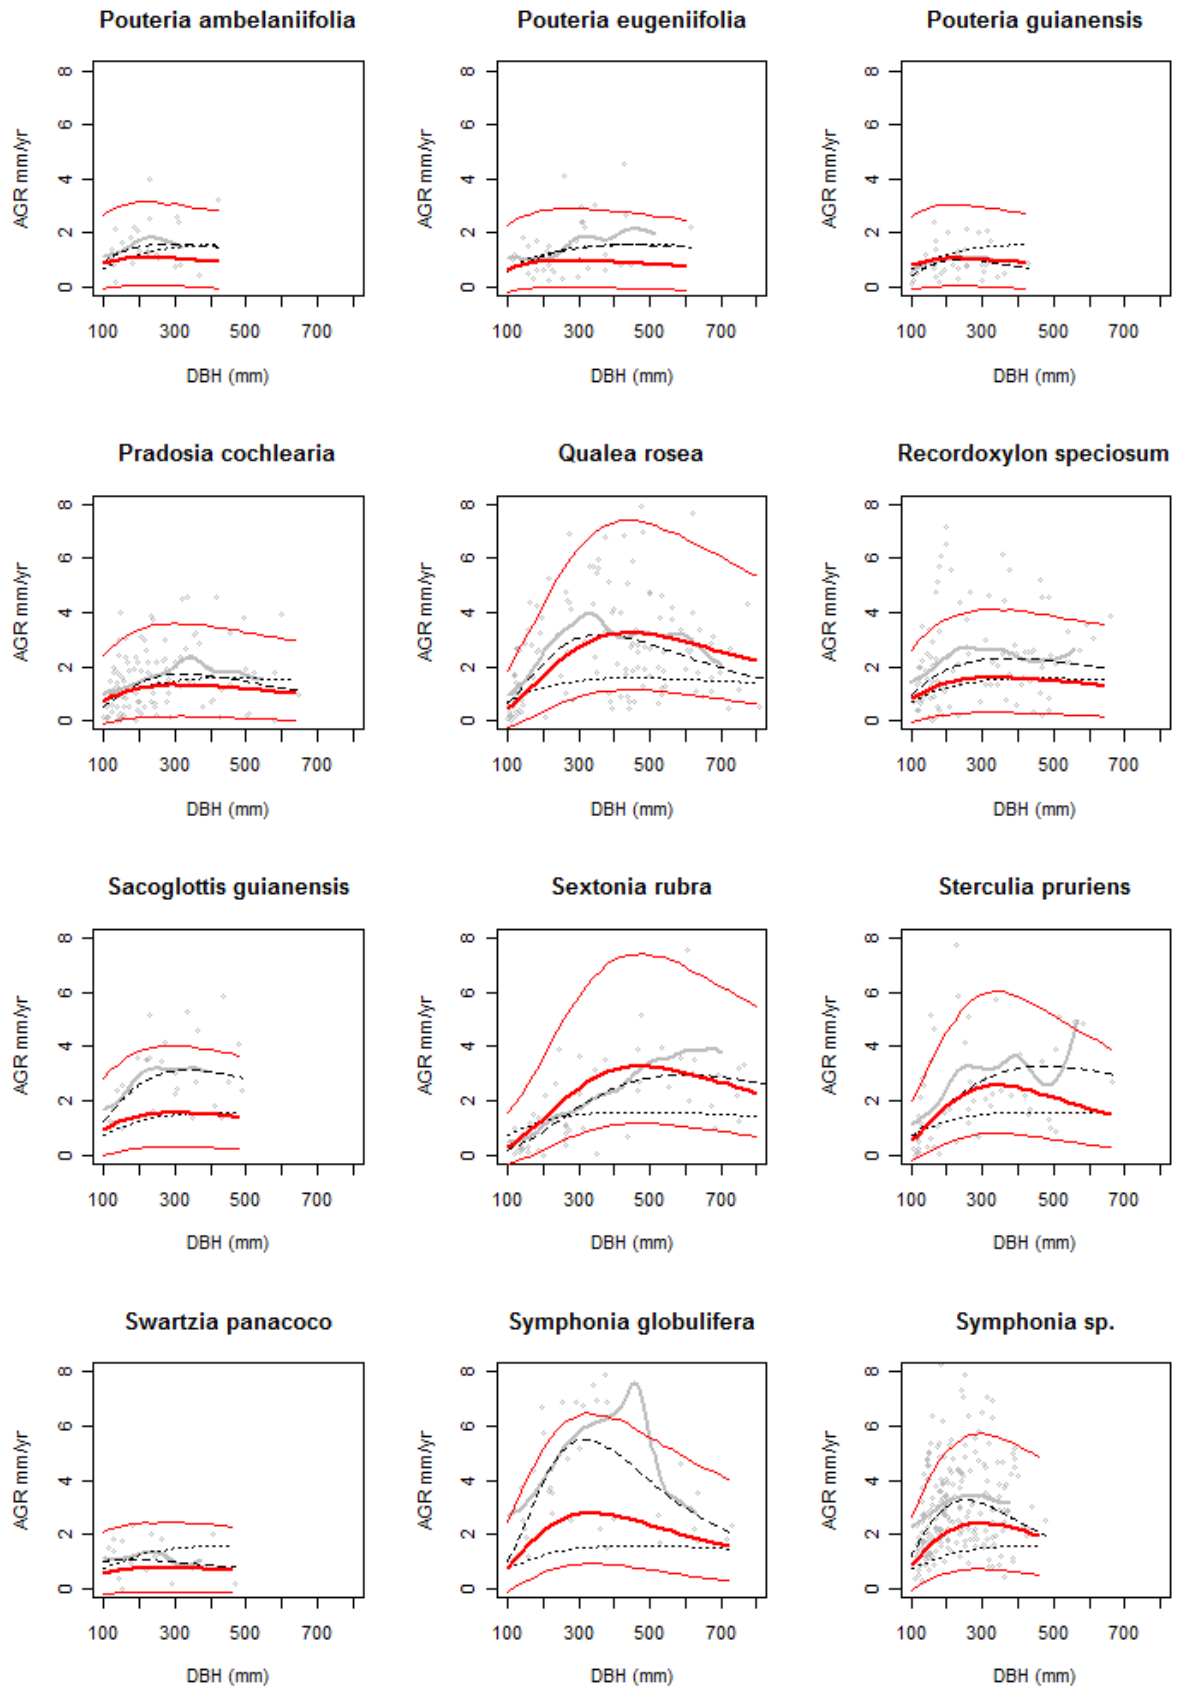 Pouteria ambelaniifolia Pouteria eugeniifolia Pouteria guianensis
8 8 8
6 6 6
AGR mm/yr AGR mm/yr AGR mm/yr
4 4 4
2 2 2
0 0 0
100 300 500 700 100 300 500 700 100 300 500 700
DBH (mm) DBH (mm) DBH (mm)
Pradosia cochlearia Qualea rosea Recordoxylon speciosum
8 8 8
6 6 6
AGR mm/yr AGR mm/yr AGR mm/yr
4 4 4
2 2 2
0 0 0
100 300 500 700 100 300 500 700 100 300 500 700
DBH (mm) DBH (mm) DBH (mm)
Sacoglottis guianensis Sextonia rubra Sterculia pruriens
8 8 8
6 6 6
AGR mm/yr AGR mm/yr AGR mm/yr
4 4 4
2 2 2
0 0 0
100 300 500 700 100 300 500 700 100 300 500 700
DBH (mm) DBH (mm) DBH (mm)
Swartzia panacoco Symphonia globulifera Symphonia sp.
8 8 8
6 6 6
AGR mm/yr AGR mm/yr AGR mm/yr
4 4 4
2 2 2
0 0 0
100 300 500 700 100 300 500 700 100 300 500 700
DBH (mm) DBH (mm) DBH (mm)